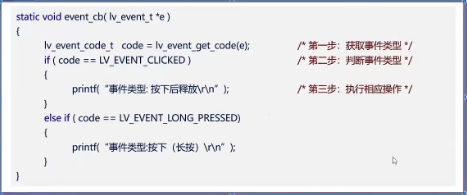 static void event_cb( lv_event_t *e )
{
lv_event_code_t code = lv_event_get_code(e); /* 第一步：获取事件类型 */
if ( code == LV_EVENT_CLICKED ) /* 第二步：判断事件类型 */
{
printf(“事件类型: 按下后释放\r\n”); /* 第三步：执行相应操作 */
}
else if ( code == LV_EVENT_LONG_PRESSED)
{
printf(“事件类型:按下（长按）\r\n”);
}
}